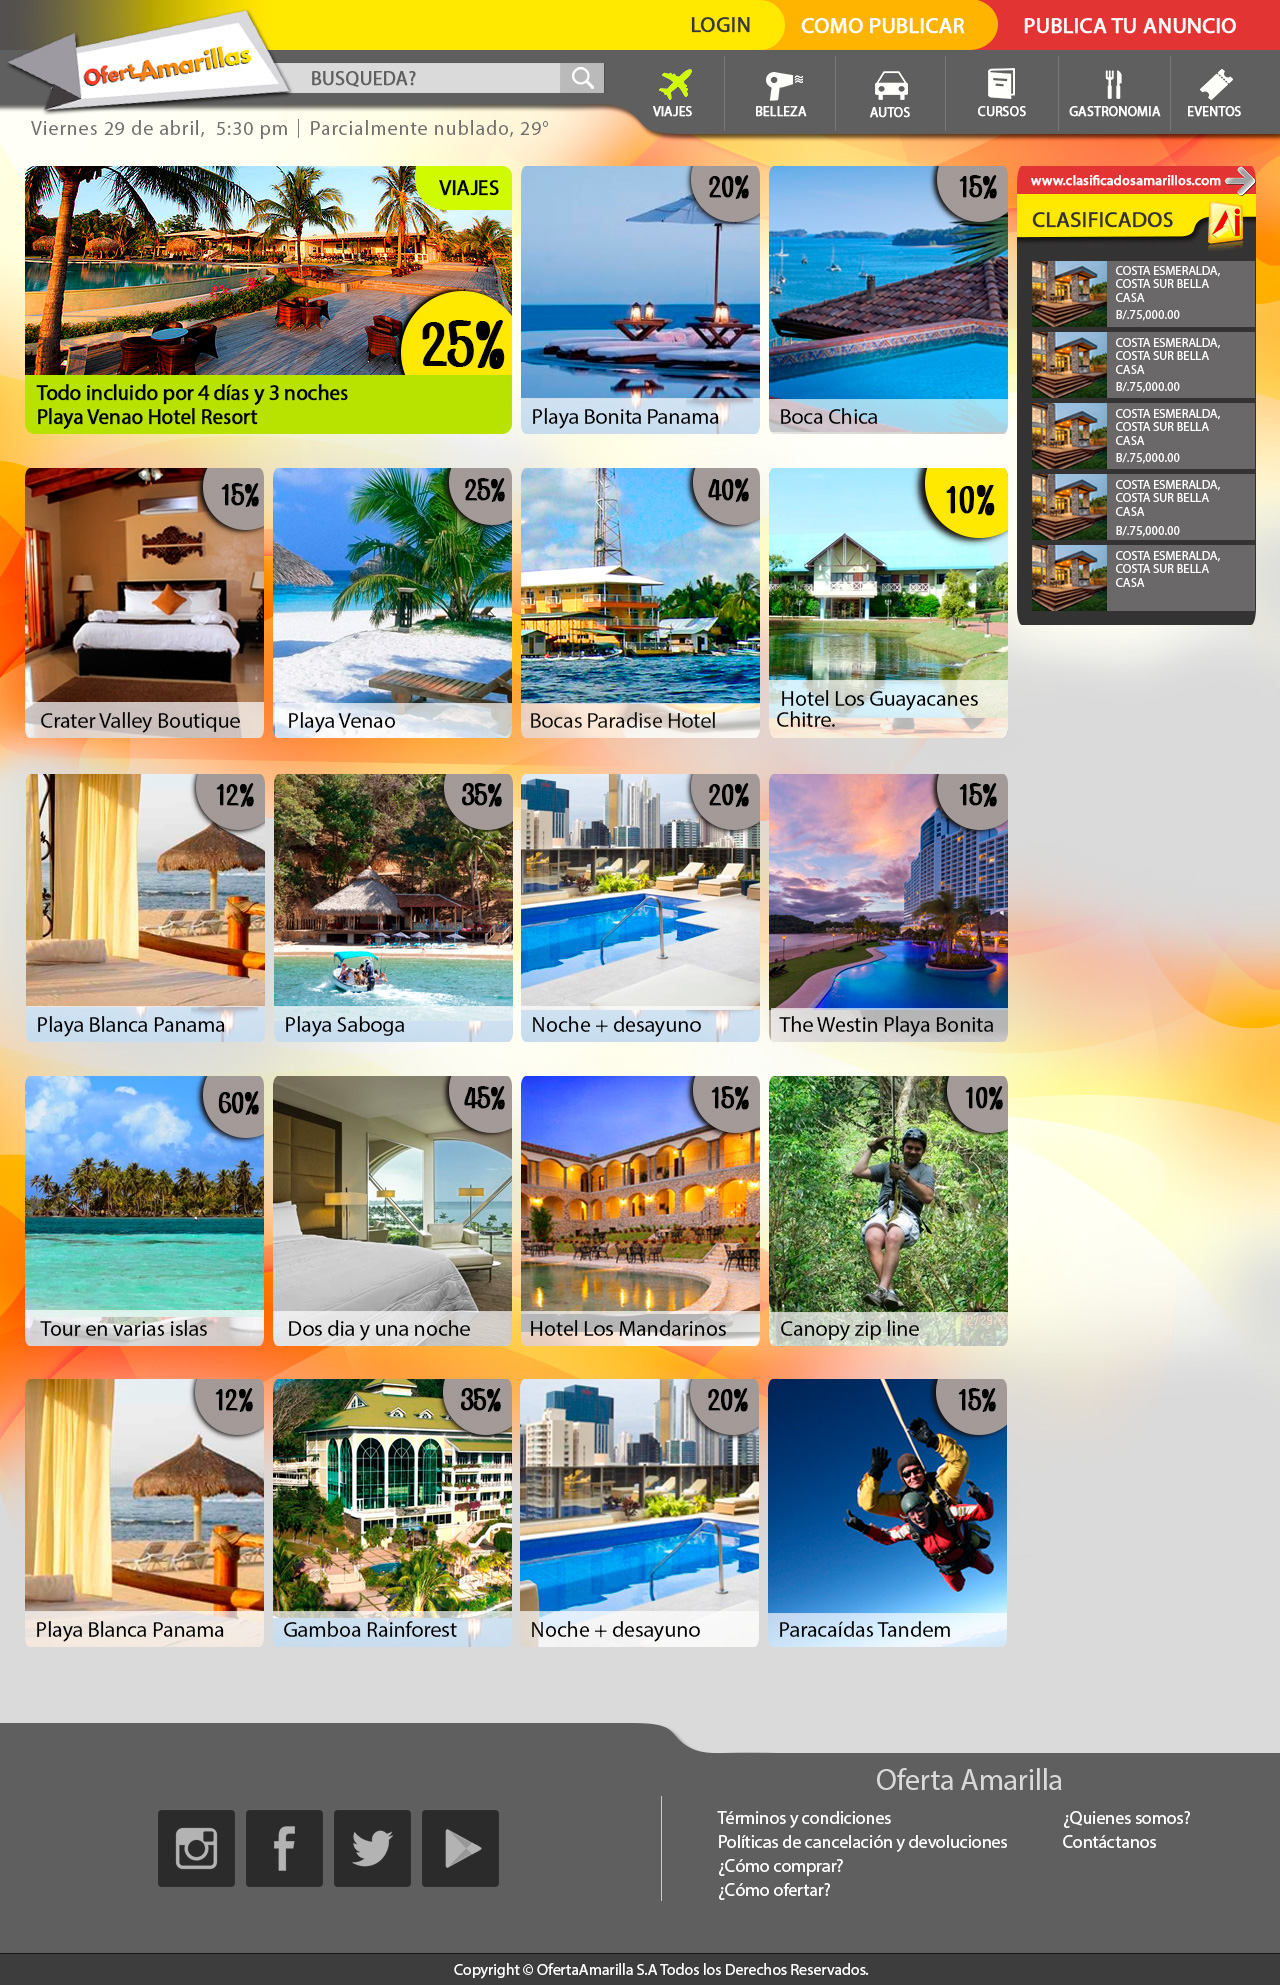 LOGIN
COMO PUBLICAR
PUBLICA TU ANUNCIO
OfertAmarillas
BUSQUEDA?
VIAJES
BELLEZA
AUTOS
CURSOS
GASTRONOMIA
EVENTOS
Viernes 29 de abril, 5:30 pm | Parcialmente nublado, 29°
VIAJES
25%
Todo incluido por 4 días y 3 noches
Playa Venao Hotel Resort
20%
Playa Bonita Panama
15%
Boca Chica
www.clasificadosamarillos.com
CLASIFICADOS
Ai
COSTA ESMERALDA,
COSTA SUR BELLA
CASA
B/.75,000.00
COSTA ESMERALDA,
COSTA SUR BELLA
CASA
B/.75,000.00
COSTA ESMERALDA,
COSTA SUR BELLA
CASA
B/.75,000.00
COSTA ESMERALDA,
COSTA SUR BELLA
CASA
B/.75,000.00
COSTA ESMERALDA,
COSTA SUR BELLA
CASA
15%
Crater Valley Boutique
25%
Playa Venao
40%
Bocas Paradise Hotel
10%
Hotel Los Guayacanes
Chitre.
12%
Playa Blanca Panama
35%
Playa Saboga
20%
Noche + desayuno
15%
The Westin Playa Bonita
60%
Tour en varias islas
45%
Dos dia y una noche
15%
Hotel Los Mandarinos
10%
Canopy zip line
12%
Playa Blanca Panama
35%
Gamboa Rainforest
20%
Noche + desayuno
15%
Paracaídas Tandem
Oferta Amarilla
Términos y condiciones
Políticas de cancelación y devoluciones
¿Cómo comprar?
¿Cómo ofertar?
¿Quienes somos?
Contáctanos
Copyright © OfertaAmarilla S.A Todos los Derechos Reservados.